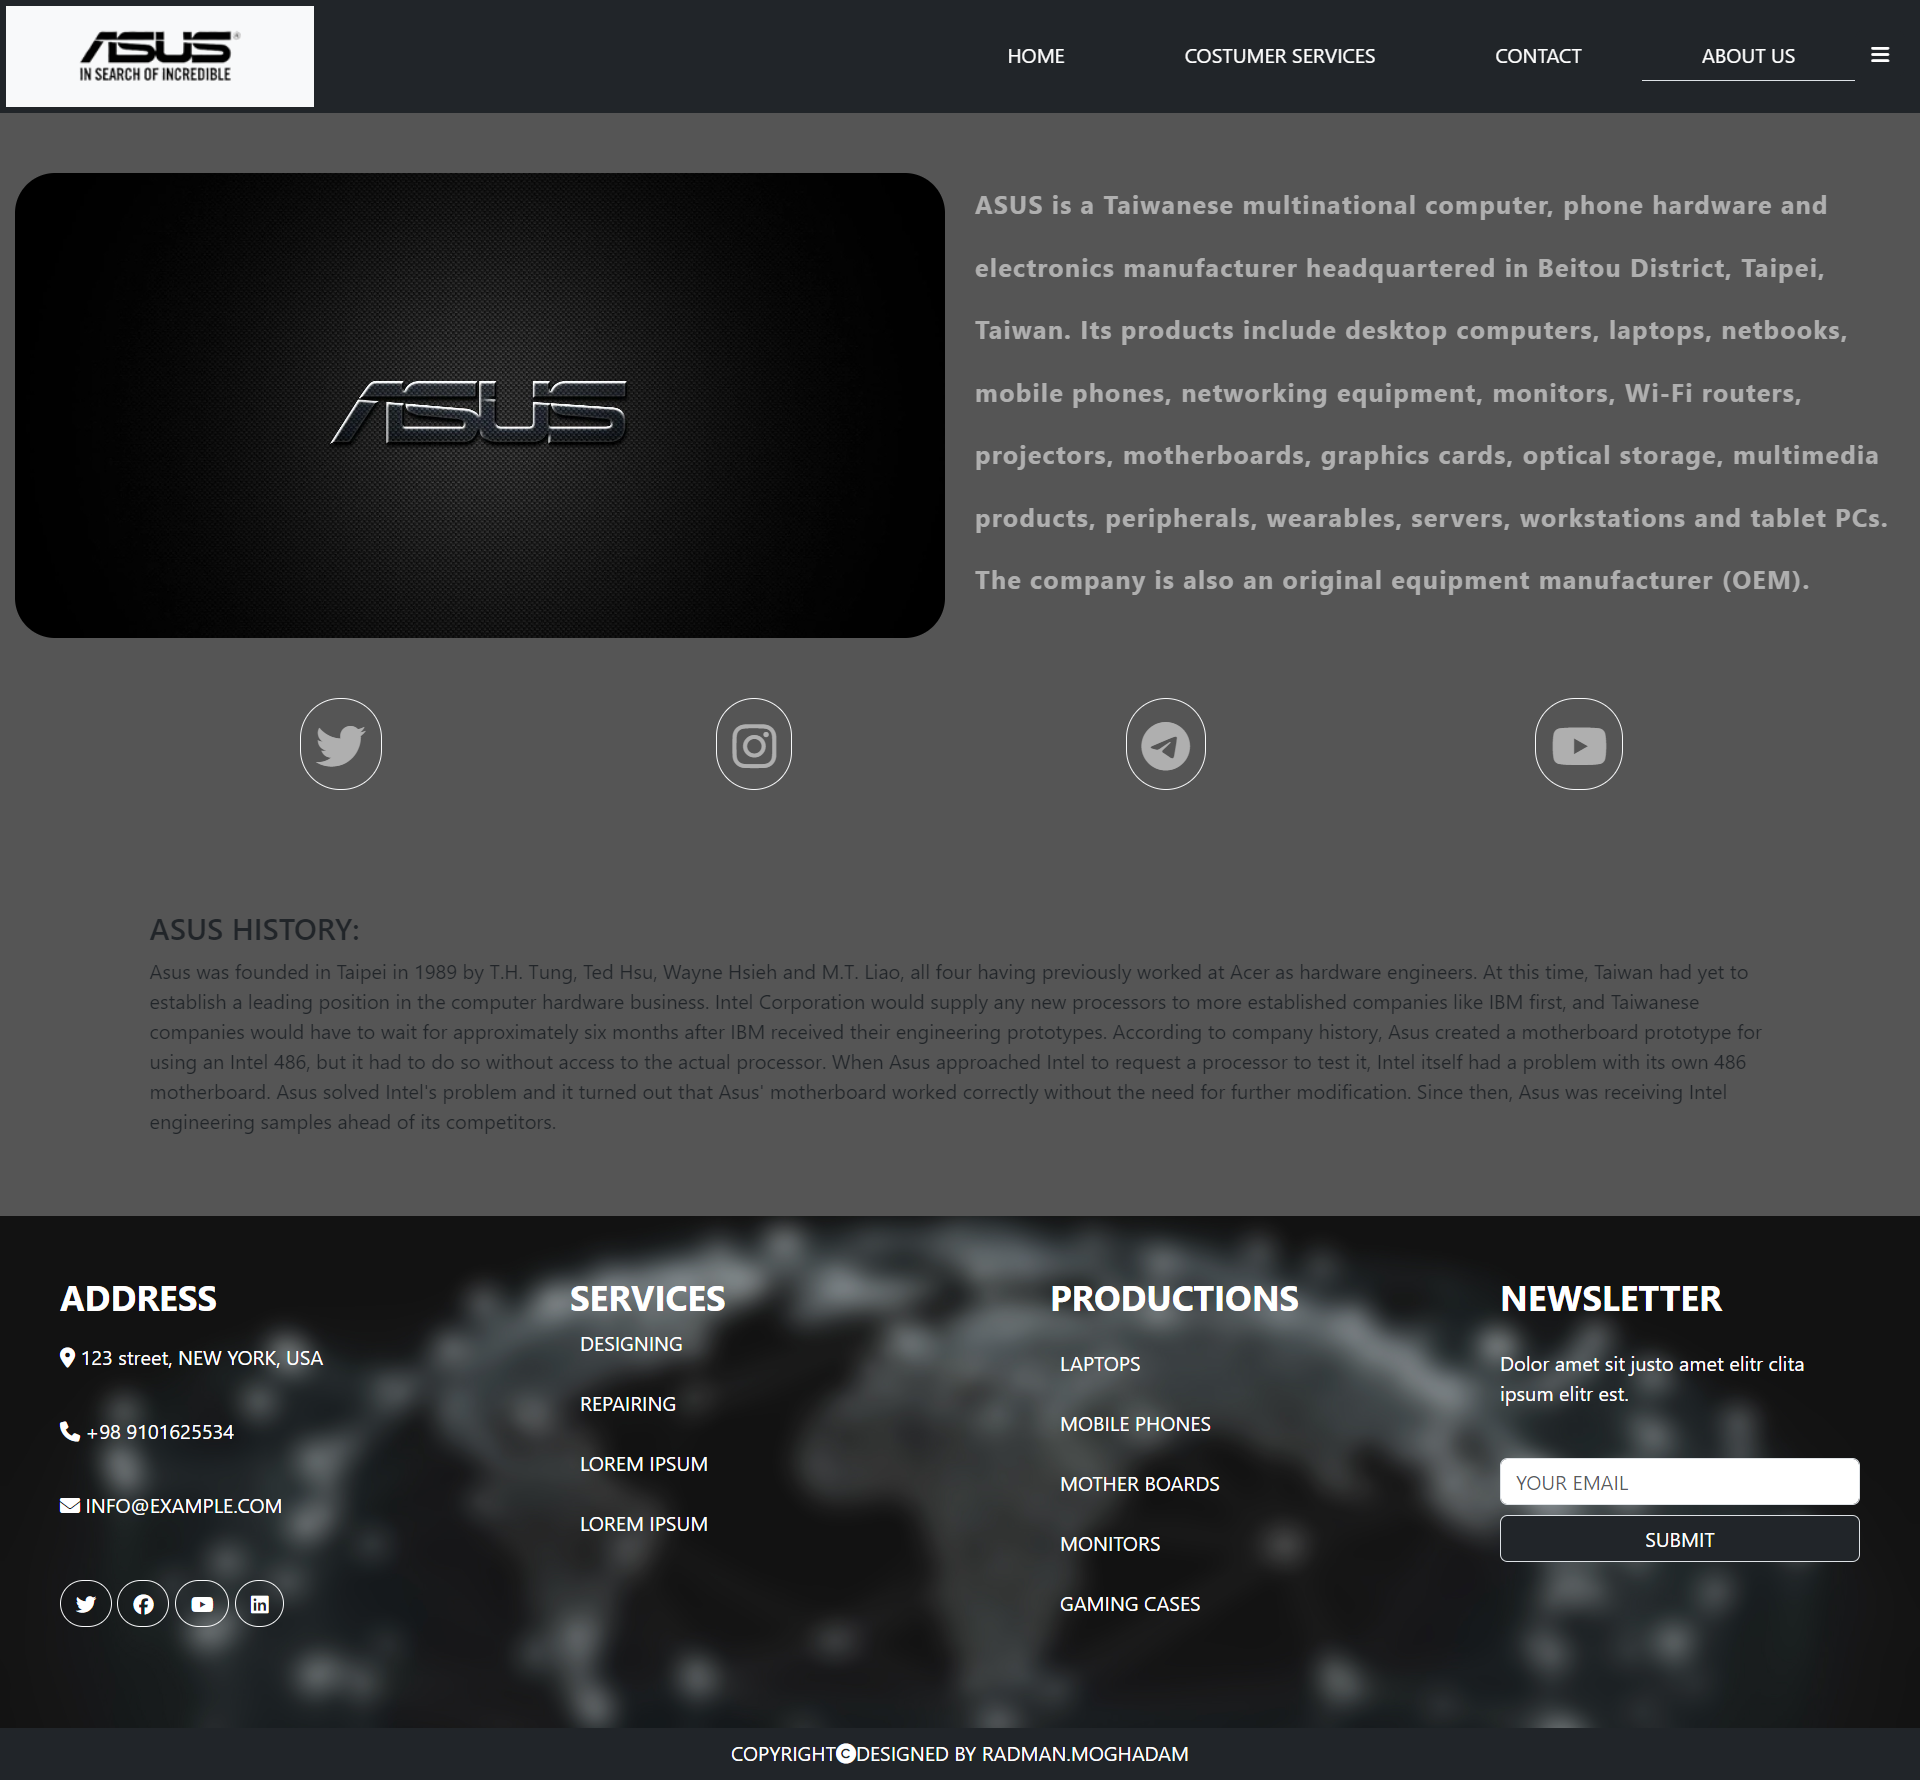 ASUS
IN SEARCH OF INCREDIBLE
HOME
COSTUMER SERVICES
CONTACT
ABOUT US
ASUS
ASUS is a Taiwanese multinational computer, phone hardware and
electronics manufacturer headquartered in Beitou District, Taipei,
Taiwan. Its products include desktop computers, laptops, netbooks,
mobile phones, networking equipment, monitors, Wi-Fi routers,
projectors, motherboards, graphics cards, optical storage, multimedia
products, peripherals, wearables, servers, workstations and tablet PCs.
The company is also an original equipment manufacturer (OEM).
ASUS HISTORY:
Asus was founded in Taipei in 1989 by T.H. Tung, Ted Hsu, Wayne Hsieh and M.T. Liao, all four having previously worked at Acer as hardware engineers. At this time, Taiwan had yet to
establish a leading position in the computer hardware business. Intel Corporation would supply any new processors to more established companies like IBM first, and Taiwanese
companies would have to wait for approximately six months after IBM received their engineering prototypes. According to company history, Asus created a motherboard prototype for
using an Intel 486, but it had to do so without access to the actual processor. When Asus approached Intel to request a processor to test it, Intel itself had a problem with its own 486
motherboard. Asus solved Intel's problem and it turned out that Asus' motherboard worked correctly without the need for further modification. Since then, Asus was receiving Intel
engineering samples ahead of its competitors.
ADDRESS
123 street, NEW YORK, USA
+98 9101625534
INFO@EXAMPLE.COM
SERVICES
DESIGNING
REPAIRING
LOREM IPSUM
LOREM IPSUM
PRODUCTIONS
LAPTOPS
MOBILE PHONES
MOTHER BOARDS
MONITORS
GAMING CASES
NEWSLETTER
Dolor amet sit justo amet elitr clita
ipsum elitr est.
YOUR EMAIL
SUBMIT
COPYRIGHT©DESIGNED BY RADMAN.MOGHADAM